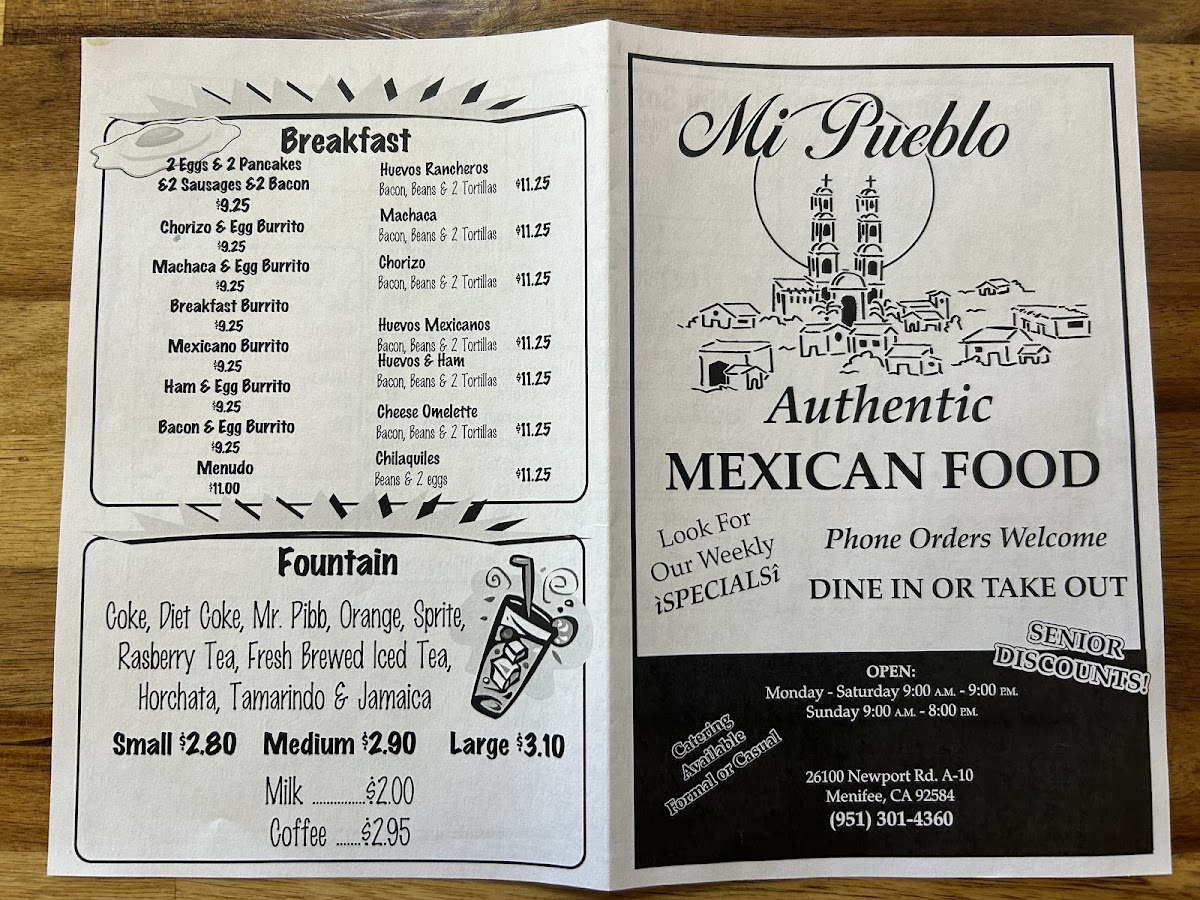 Breakfast
2 Eggs & 2 Pancakes
&2 Sausages &2 Bacon
$9.25
Chorizo & Egg Burrito
$9.25
Machaca & Egg Burrito
$9.25
Breakfast Burrito
$9.25
Mexicano Burrito
$9.25
Ham & Egg Burrito
$9.25
Bacon & Egg Burrito
$9.25
Menudo
$11.00
Huevos Rancheros
Bacon, Beans & 2 Tortillas $11.25
Machaca
Bacon, Beans & 2 Tortillas $11.25
Chorizo
Bacon, Beans & 2 Tortillas $11.25
Huevos Mexicanos
Bacon, Beans & 2 Tortillas $11.25
Huevos & Ham
Bacon, Beans & 2 Tortillas $11.25
Cheese Omelette
Bacon, Beans & 2 Tortillas $11.25
Chilaquiles
Beans & 2 eggs $11.25
Fountain
Coke, Diet Coke, Mr. Pibb, Orange, Sprite,
Rasberry Tea, Fresh Brewed Iced Tea,
Horchata, Tamarindo & Jamaica
Small $2.80 Medium $2.90 Large $3.10
Milk ...............$2.00
Coffee .......$2.95
Mi Pueblo
Authentic
MEXICAN FOOD
Look For
Our Weekly
ìSPECIALSî
Phone Orders Welcome
DINE IN OR TAKE OUT
SENIOR
DISCOUNTS!
OPEN:
Monday - Saturday 9:00 A.M. - 9:00 P.M.
Sunday 9:00 A.M. - 8:00 P.M.
Catering
Available
Formal or Casual
26100 Newport Rd. A-10
Menifee, CA 92584
(951) 301-4360